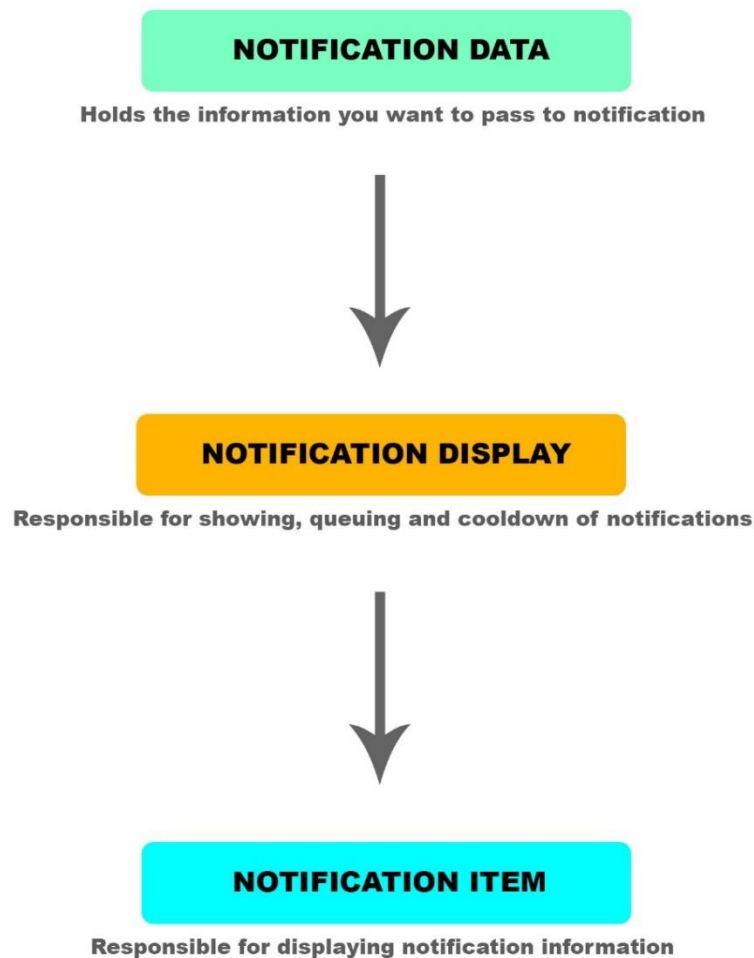 NOTIFICATION DATA
Holds the information you want to pass to notification
NOTIFICATION DISPLAY
Responsible for showing, queuing and cooldown of notifications
NOTIFICATION ITEM
Responsible for displaying notification information